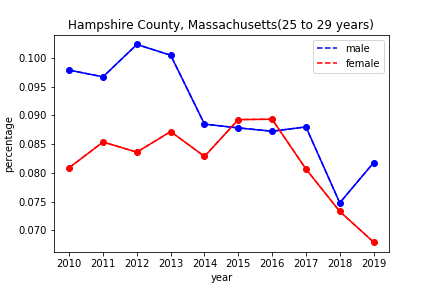 Hampshire County, Massachusetts(25 to 29 years)
male
female
percentage
0.100
0.095
0.090
0.085
0.080
0.075
0.070
2010 2011 2012 2013 2014 2015 2016 2017 2018 2019
year